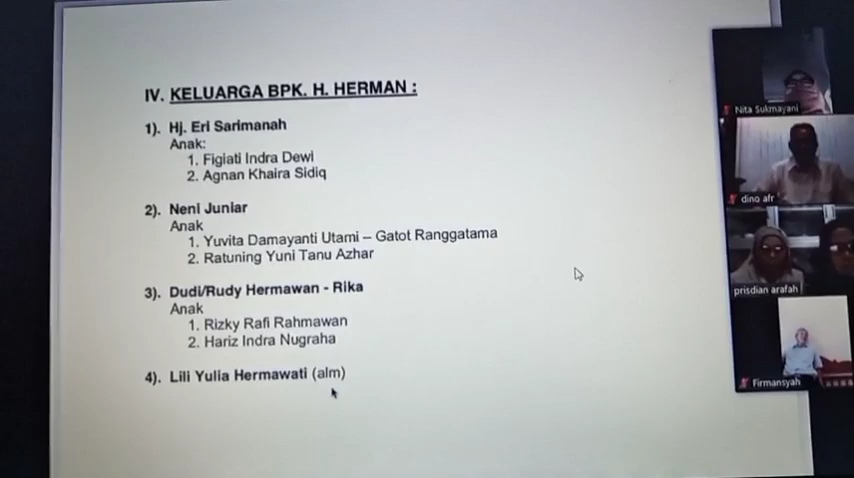 IV. KELUARGA BPK. H. HERMAN :
1). Hj. Eri Sarimanah
Anak:
1. Figiati Indra Dewi
2. Agnan Khaira Sidiq
2). Neni Juniar
Anak
1. Yuvita Damayanti Utami – Gatot Ranggatama
2. Ratuning Yuni Tanu Azhar
3). Dudi/Rudy Hermawan - Rika
Anak
1. Rizky Rafi Rahmawan
2. Hariz Indra Nugraha
4). Lili Yulia Hermawati (alm)
Nita Sukmayani
dino afr
prisdian arafah
Firmansyah